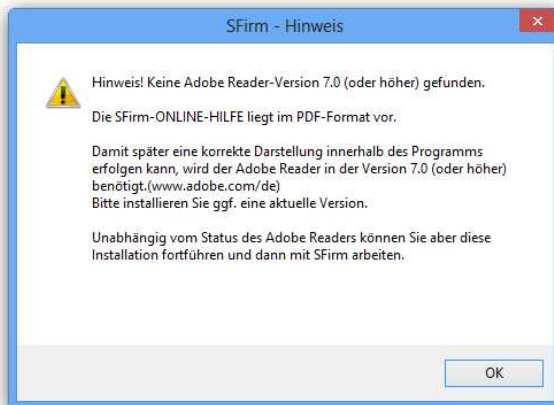 SFirm - Hinweis
Hinweis! Keine Adobe Reader-Version 7.0 (oder höher) gefunden.
Die SFirm-ONLINE-HILFE liegt im PDF-Format vor.
Damit später eine korrekte Darstellung innerhalb des Programms
erfolgen kann, wird der Adobe Reader in der Version 7.0 (oder höher)
benötigt.(www.adobe.com/de)
Bitte installieren Sie ggf. eine aktuelle Version.
Unabhängig vom Status des Adobe Readers können Sie aber diese
Installation fortführen und dann mit SFirm arbeiten.
OK